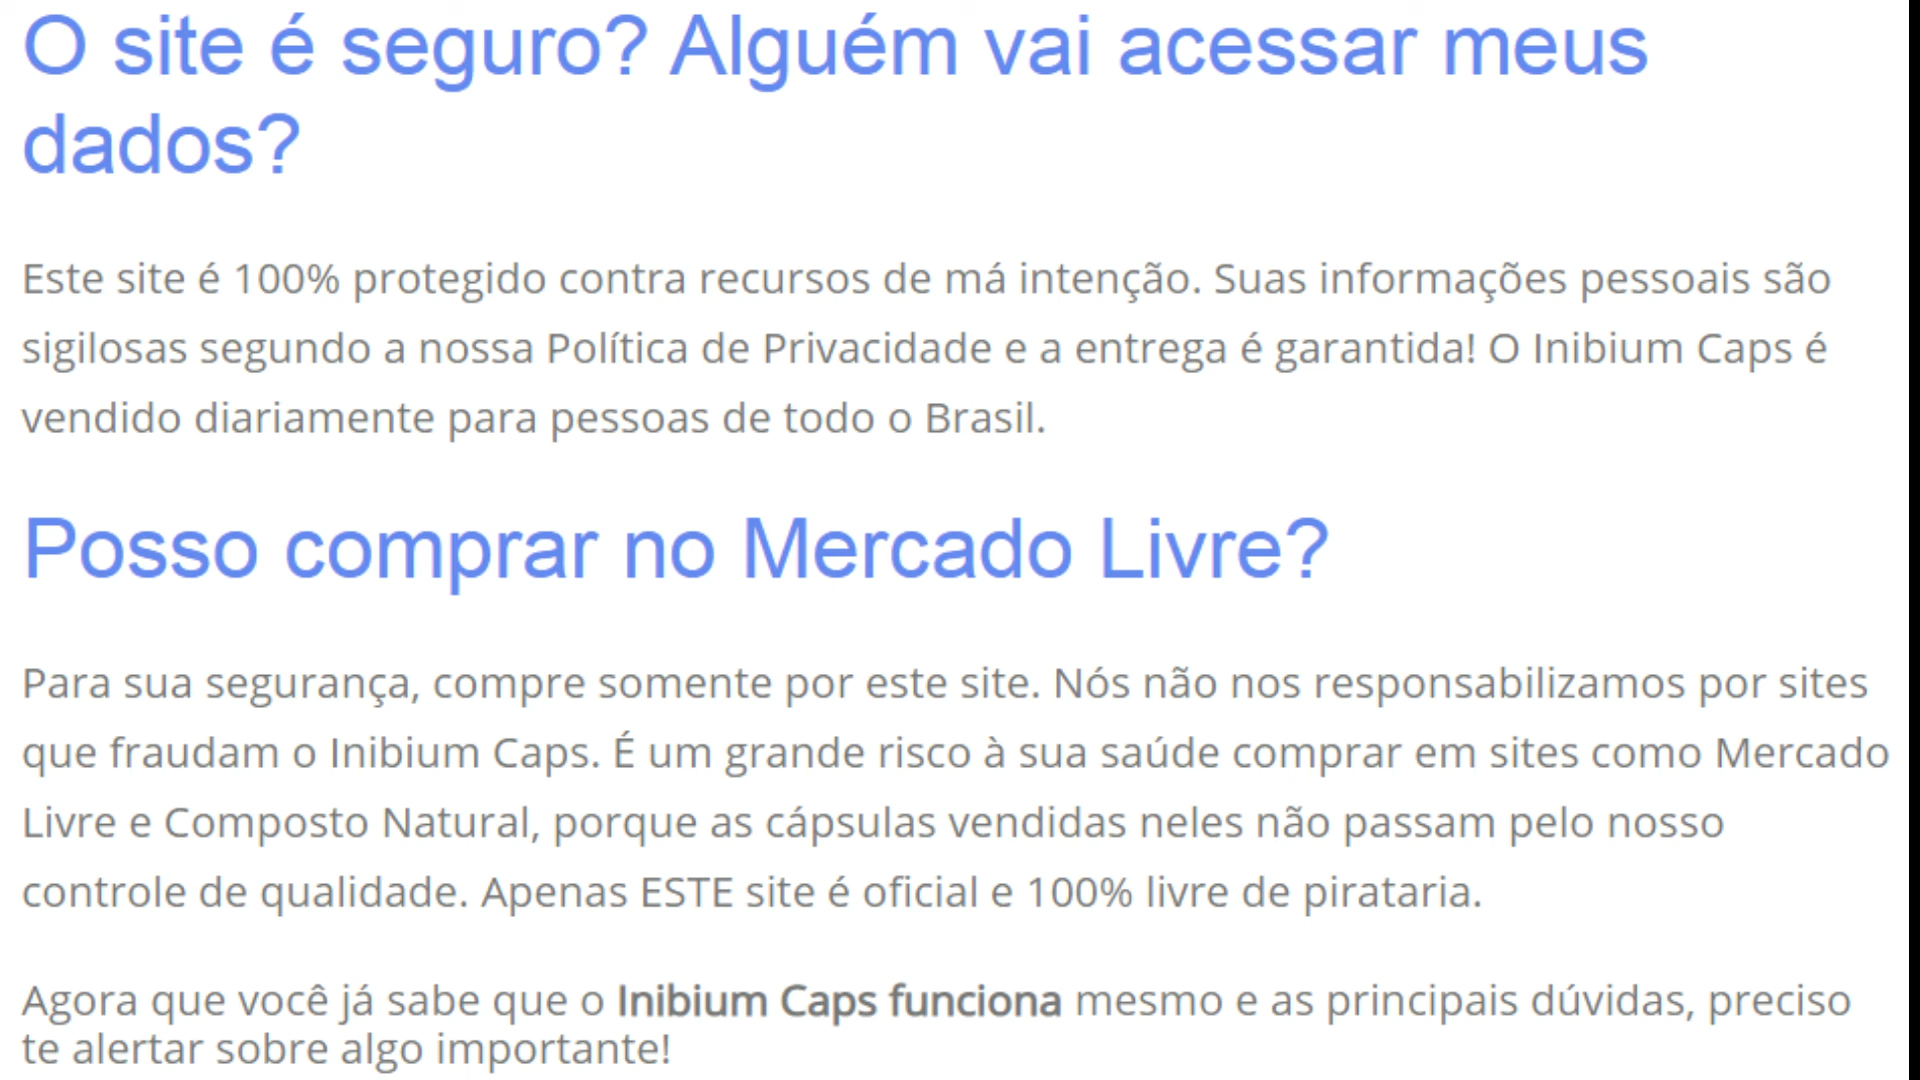 O site é seguro? Alguém vai acessar meus
dados?
Este site é 100% protegido contra recursos de má intenção. Suas informações pessoais são
sigilosas segundo a nossa Política de Privacidade e a entrega é garantida! O Inibium Caps é
vendido diariamente para pessoas de todo o Brasil.
Posso comprar no Mercado Livre?
Para sua segurança, compre somente por este site. Nós não nos responsabilizamos por sites
que fraudam o Inibium Caps. É um grande risco à sua saúde comprar em sites como Mercado
Livre e Composto Natural, porque as cápsulas vendidas neles não passam pelo nosso
controle de qualidade. Apenas ESTE site é oficial e 100% livre de pirataria.
Agora que você já sabe que o Inibium Caps funciona mesmo e as principais dúvidas, preciso
te alertar sobre algo importante!